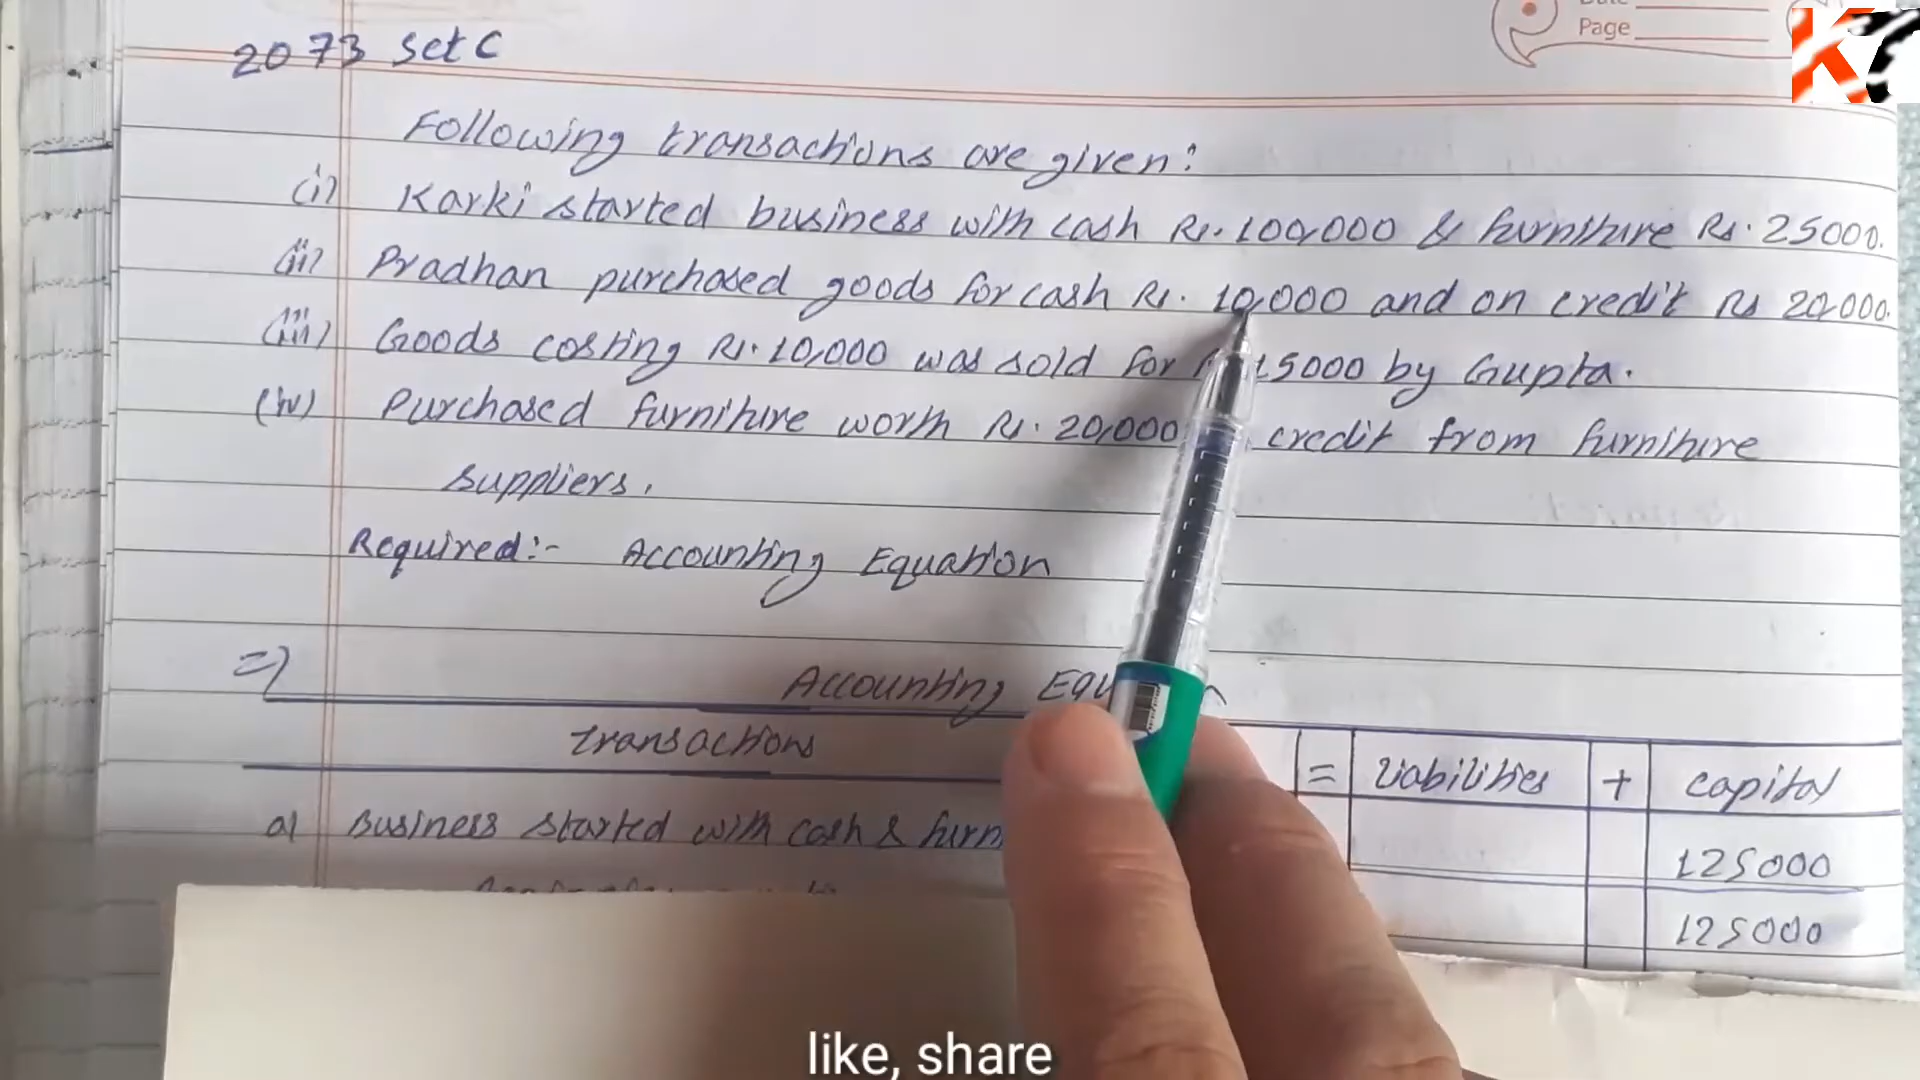 Page
2073 Set C
Following transactions are given:
(i) Karki started business with cash Rs. 100,000 & furniture Rs. 25000.
(ii) Pradhan purchased goods for cash Rs. 10,000 and on credit Rs 20,000.
(iii) Goods costing Rs. 10,000 was sold for 15000 by Gupta.
(iv) Purchased furniture worth Rs. 20,000 credit from furniture
suppliers.
Required:- Accounting Equation
=) Accounting
transactions = Liabilities + capital
a) Business started with cash & 125000
125000
like, share